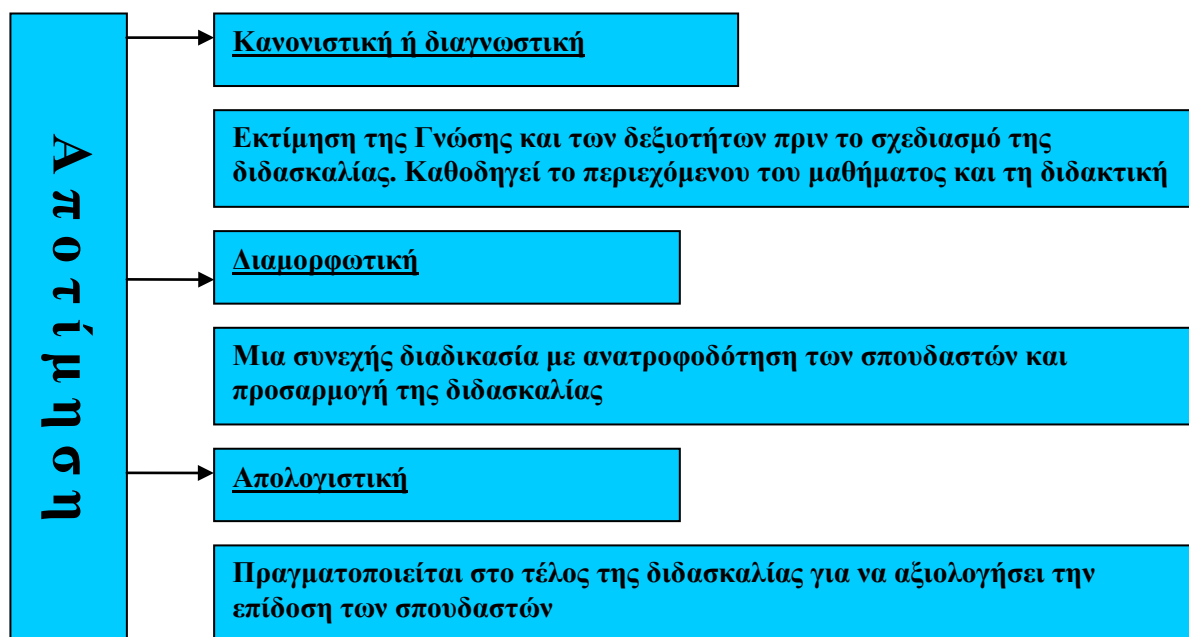 Αποτίμηση
Κανονιστική ή διαγνωστική
Εκτίμηση της Γνώσης και των δεξιοτήτων πριν το σχεδιασμό της
διδασκαλίας. Καθοδηγεί το περιεχόμενου του μαθήματος και τη διδακτική
Διαμορφωτική
Μια συνεχής διαδικασία με ανατροφοδότηση των σπουδαστών και
προσαρμογή της διδασκαλίας
Απολογιστική
Πραγματοποιείται στο τέλος της διδασκαλίας για να αξιολογήσει την
επίδοση των σπουδαστών